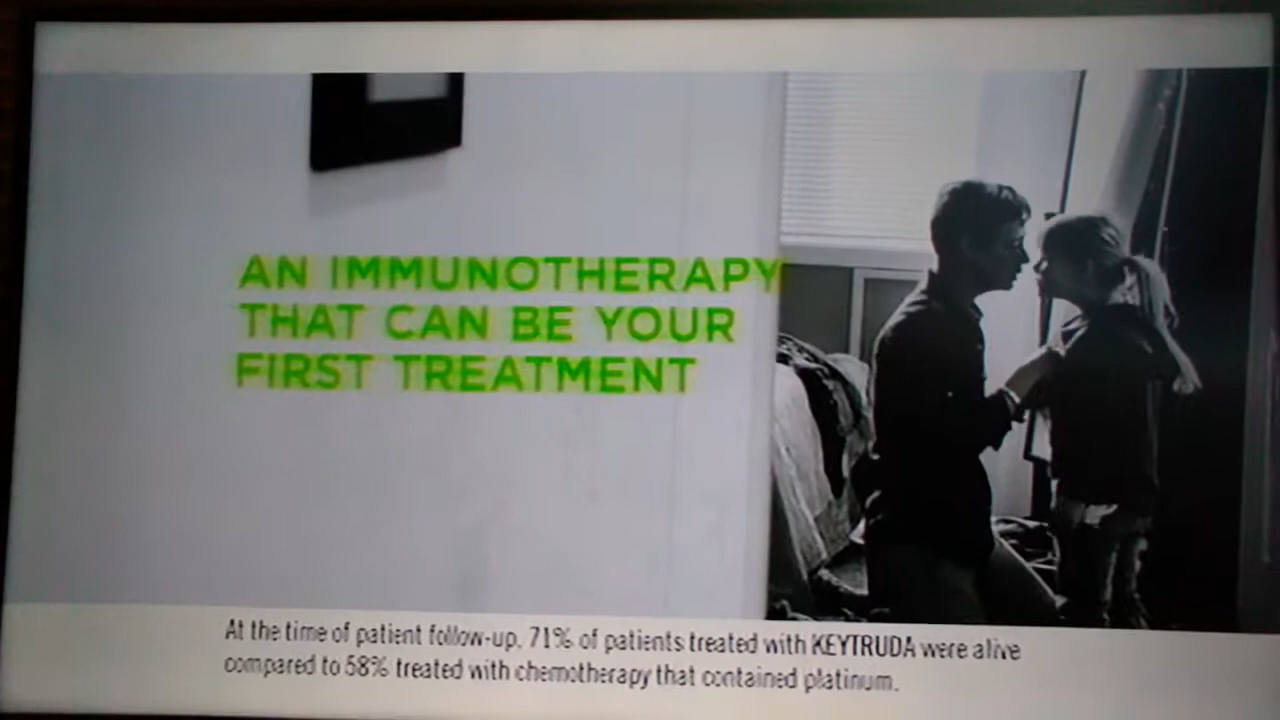 AN IMMUNOTHERAPY
THAT CAN BE YOUR
FIRST TREATMENT
At the time of patient follow-up, 71% of patients treated with KEYTRUDA were alive
compared to 58% treated with chemotherapy that contained platinum.